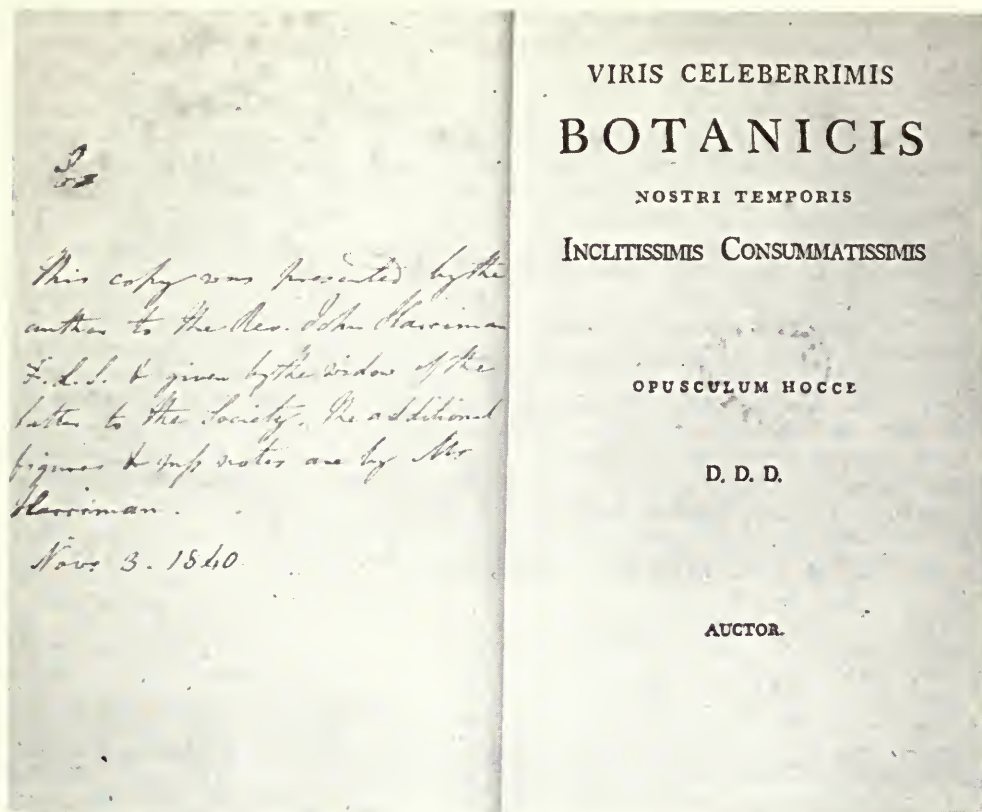 This copy was presented by the
author to the Rev. John Harriman
F.L.S. & given by the widow of the
latter to the Society. The additional
figures & mss notes are by Mr
Harriman.
Novr 3. 1840
VIRIS CELEBERRIMIS
BOTANICIS
NOSTRI TEMPORIS
INCLITISSIMIS CONSUMMATISSIMIS
OPUSCULUM HOCCE
D. D. D.
AUCTOR.